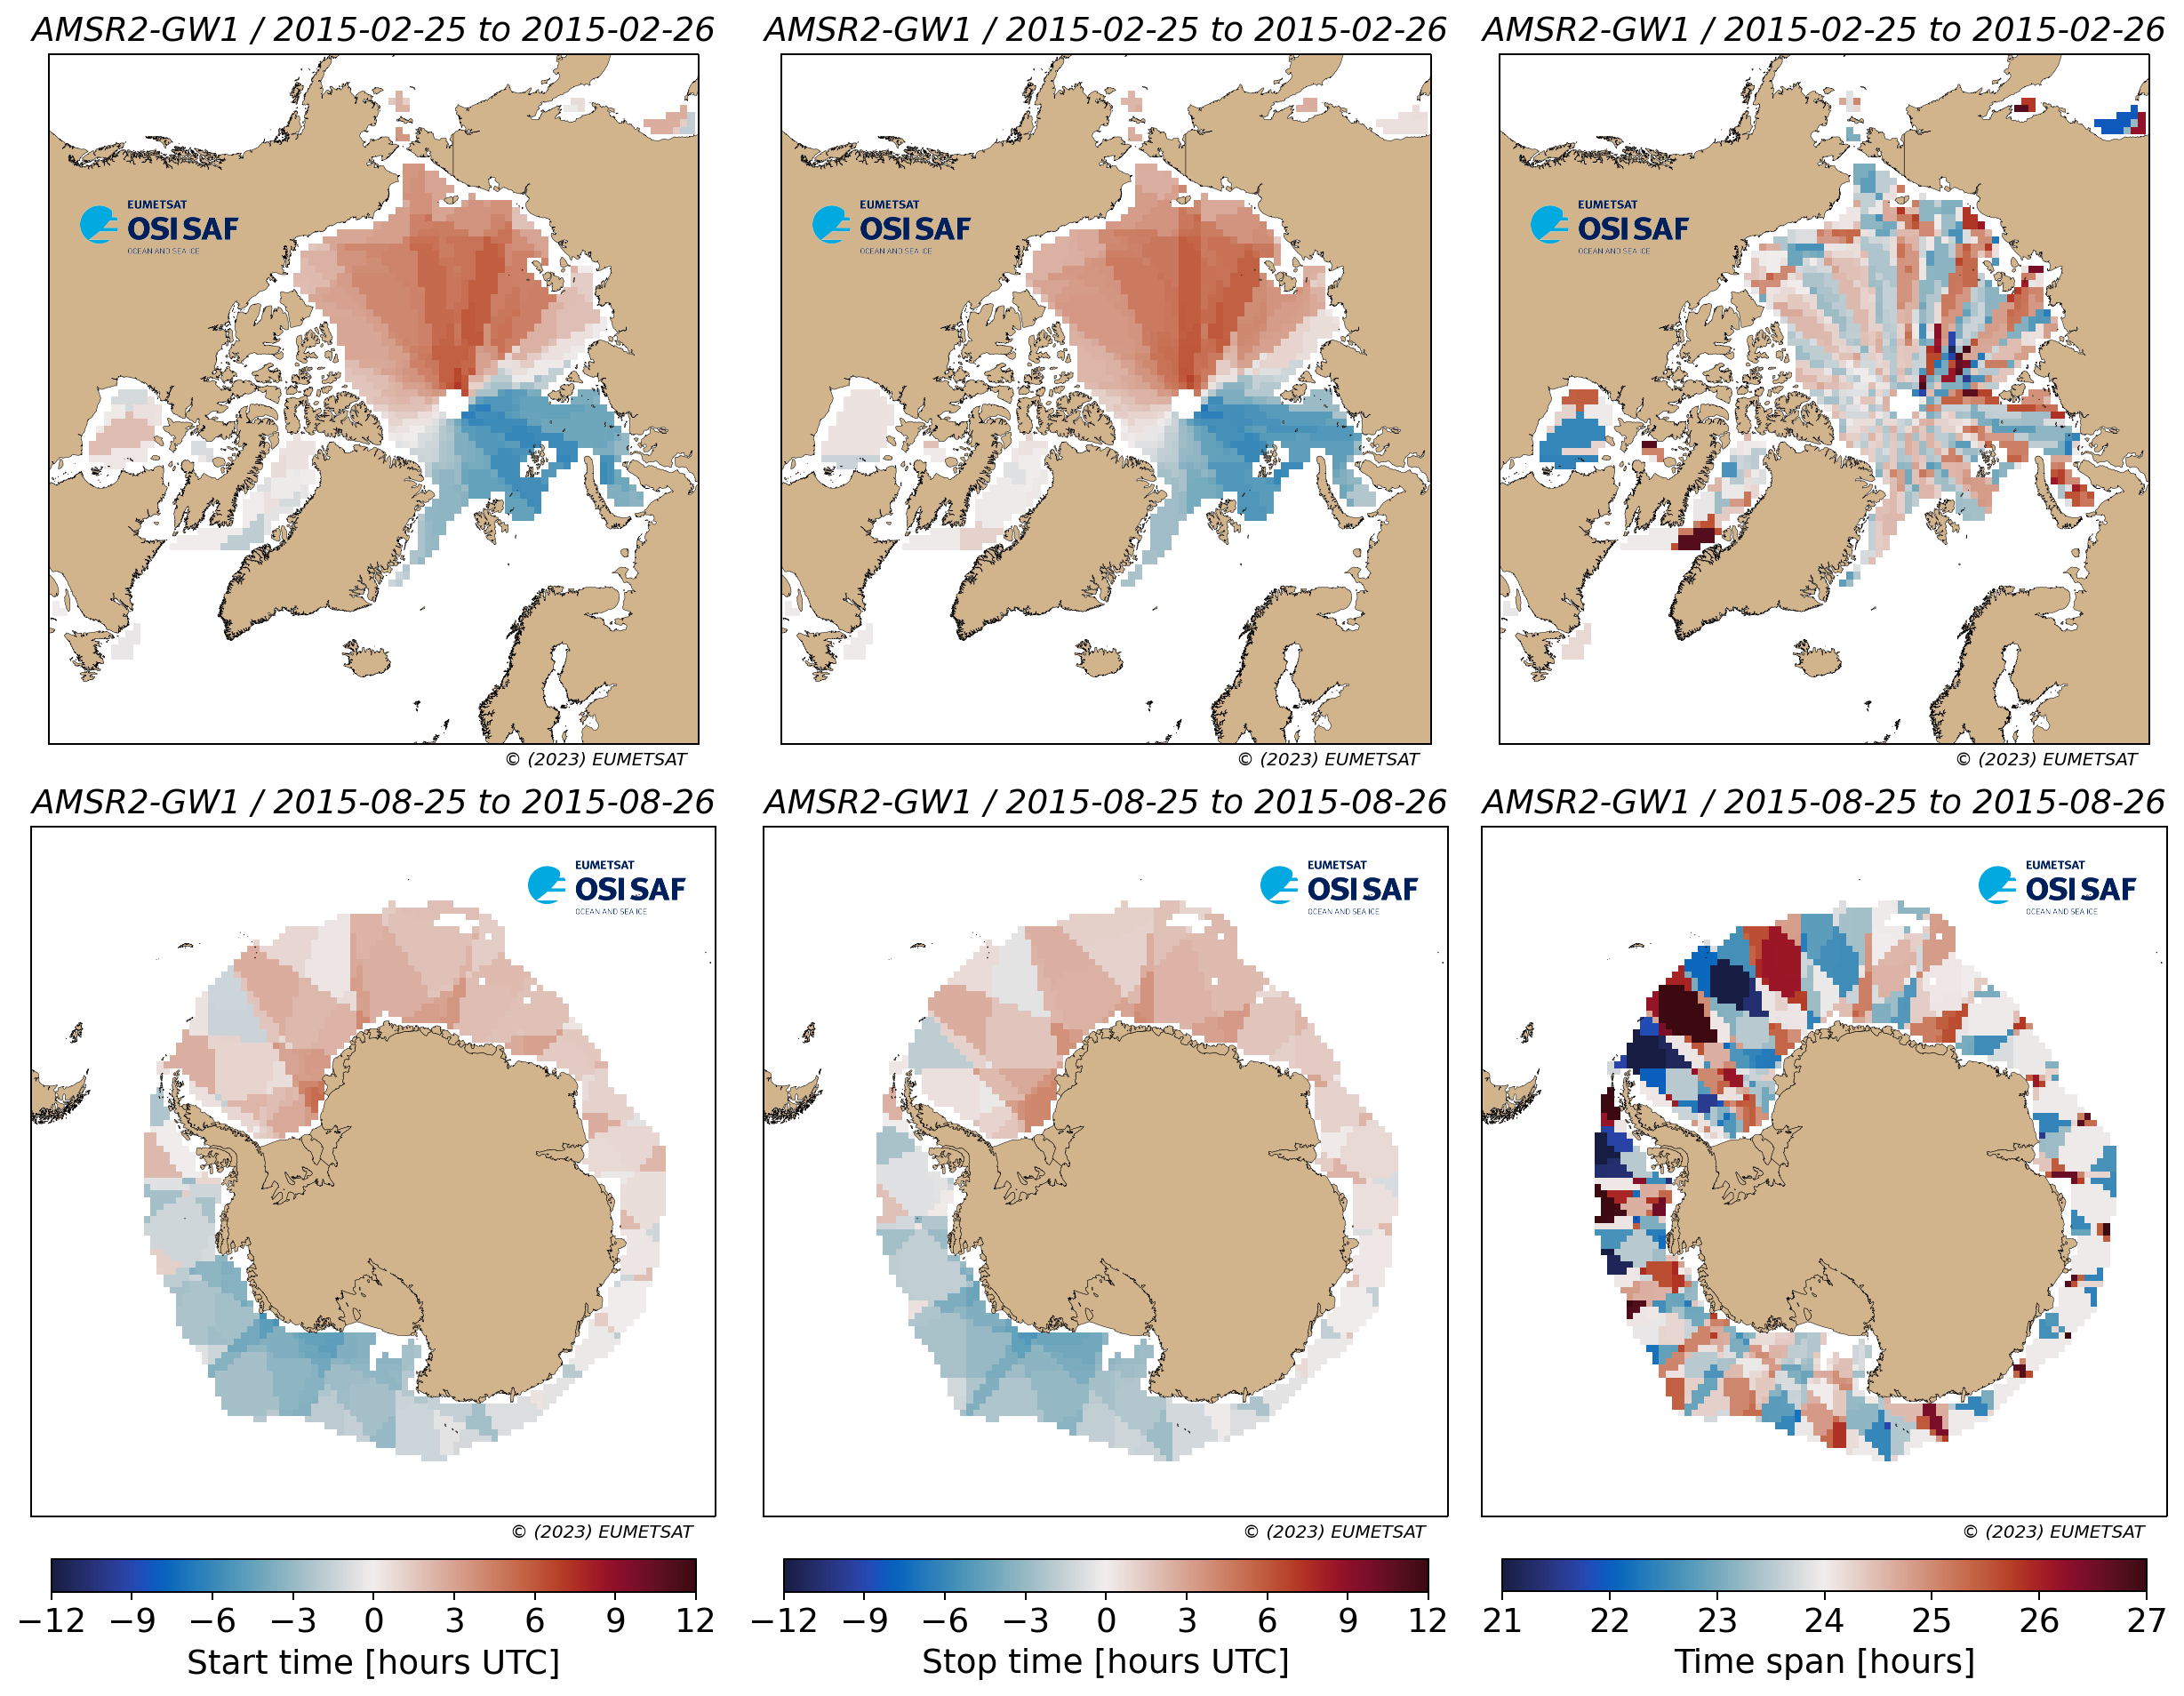 AMSR2-GW1 / 2015-02-25 to 2015-02-26
AMSR2-GW1 / 2015-02-25 to 2015-02-26
AMSR2-GW1 / 2015-02-25 to 2015-02-26
EUMETSAT
OSI SAF
OCEAN AND SEA ICE
EUMETSAT
OSI SAF
OCEAN AND SEA ICE
EUMETSAT
OSI SAF
OCEAN AND SEA ICE
© (2023) EUMETSAT
© (2023) EUMETSAT
© (2023) EUMETSAT
AMSR2-GW1 / 2015-08-25 to 2015-08-26
AMSR2-GW1 / 2015-08-25 to 2015-08-26
AMSR2-GW1 / 2015-08-25 to 2015-08-26
EUMETSAT
OSI SAF
OCEAN AND SEA ICE
EUMETSAT
OSI SAF
OCEAN AND SEA ICE
EUMETSAT
OSI SAF
OCEAN AND SEA ICE
© (2023) EUMETSAT
© (2023) EUMETSAT
© (2023) EUMETSAT
−12 −9 −6 −3 0 3 6 9 12
Start time [hours UTC]
−12 −9 −6 −3 0 3 6 9 12
Stop time [hours UTC]
21 22 23 24 25 26 27
Time span [hours]